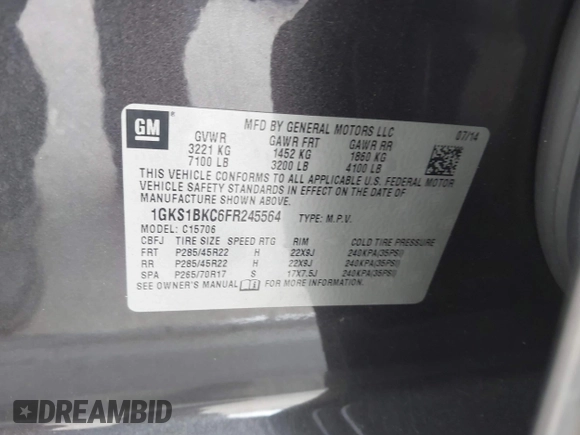 GM
MFD BY GENERAL MOTORS LLC
07/14
GVWR GAWR FRT GAWR RR
3221 KG 1452 KG 1860 KG
7100 LB 3200 LB 4100 LB
THIS VEHICLE CONFORMS TO ALL APPLICABLE U.S. FEDERAL MOTOR
VEHICLE SAFETY STANDARDS IN EFFECT ON THE DATE OF
MANUFACTURE SHOWN ABOVE.
1GKS1BKC6FR245564 TYPE: M.P.V.
MODEL: C15706
CBFJ TIRE SIZE SPEED RTG RIM COLD TIRE PRESSURE
FRT P285/45R22 H 22X9J 240KPA(35PSI)
RR P285/45R22 H 22X9J 240KPA(35PSI)
SPA P265/70R17 S 17X7.5J 240KPA(35PSI)
SEE OWNER'S MANUAL
DREAMBID